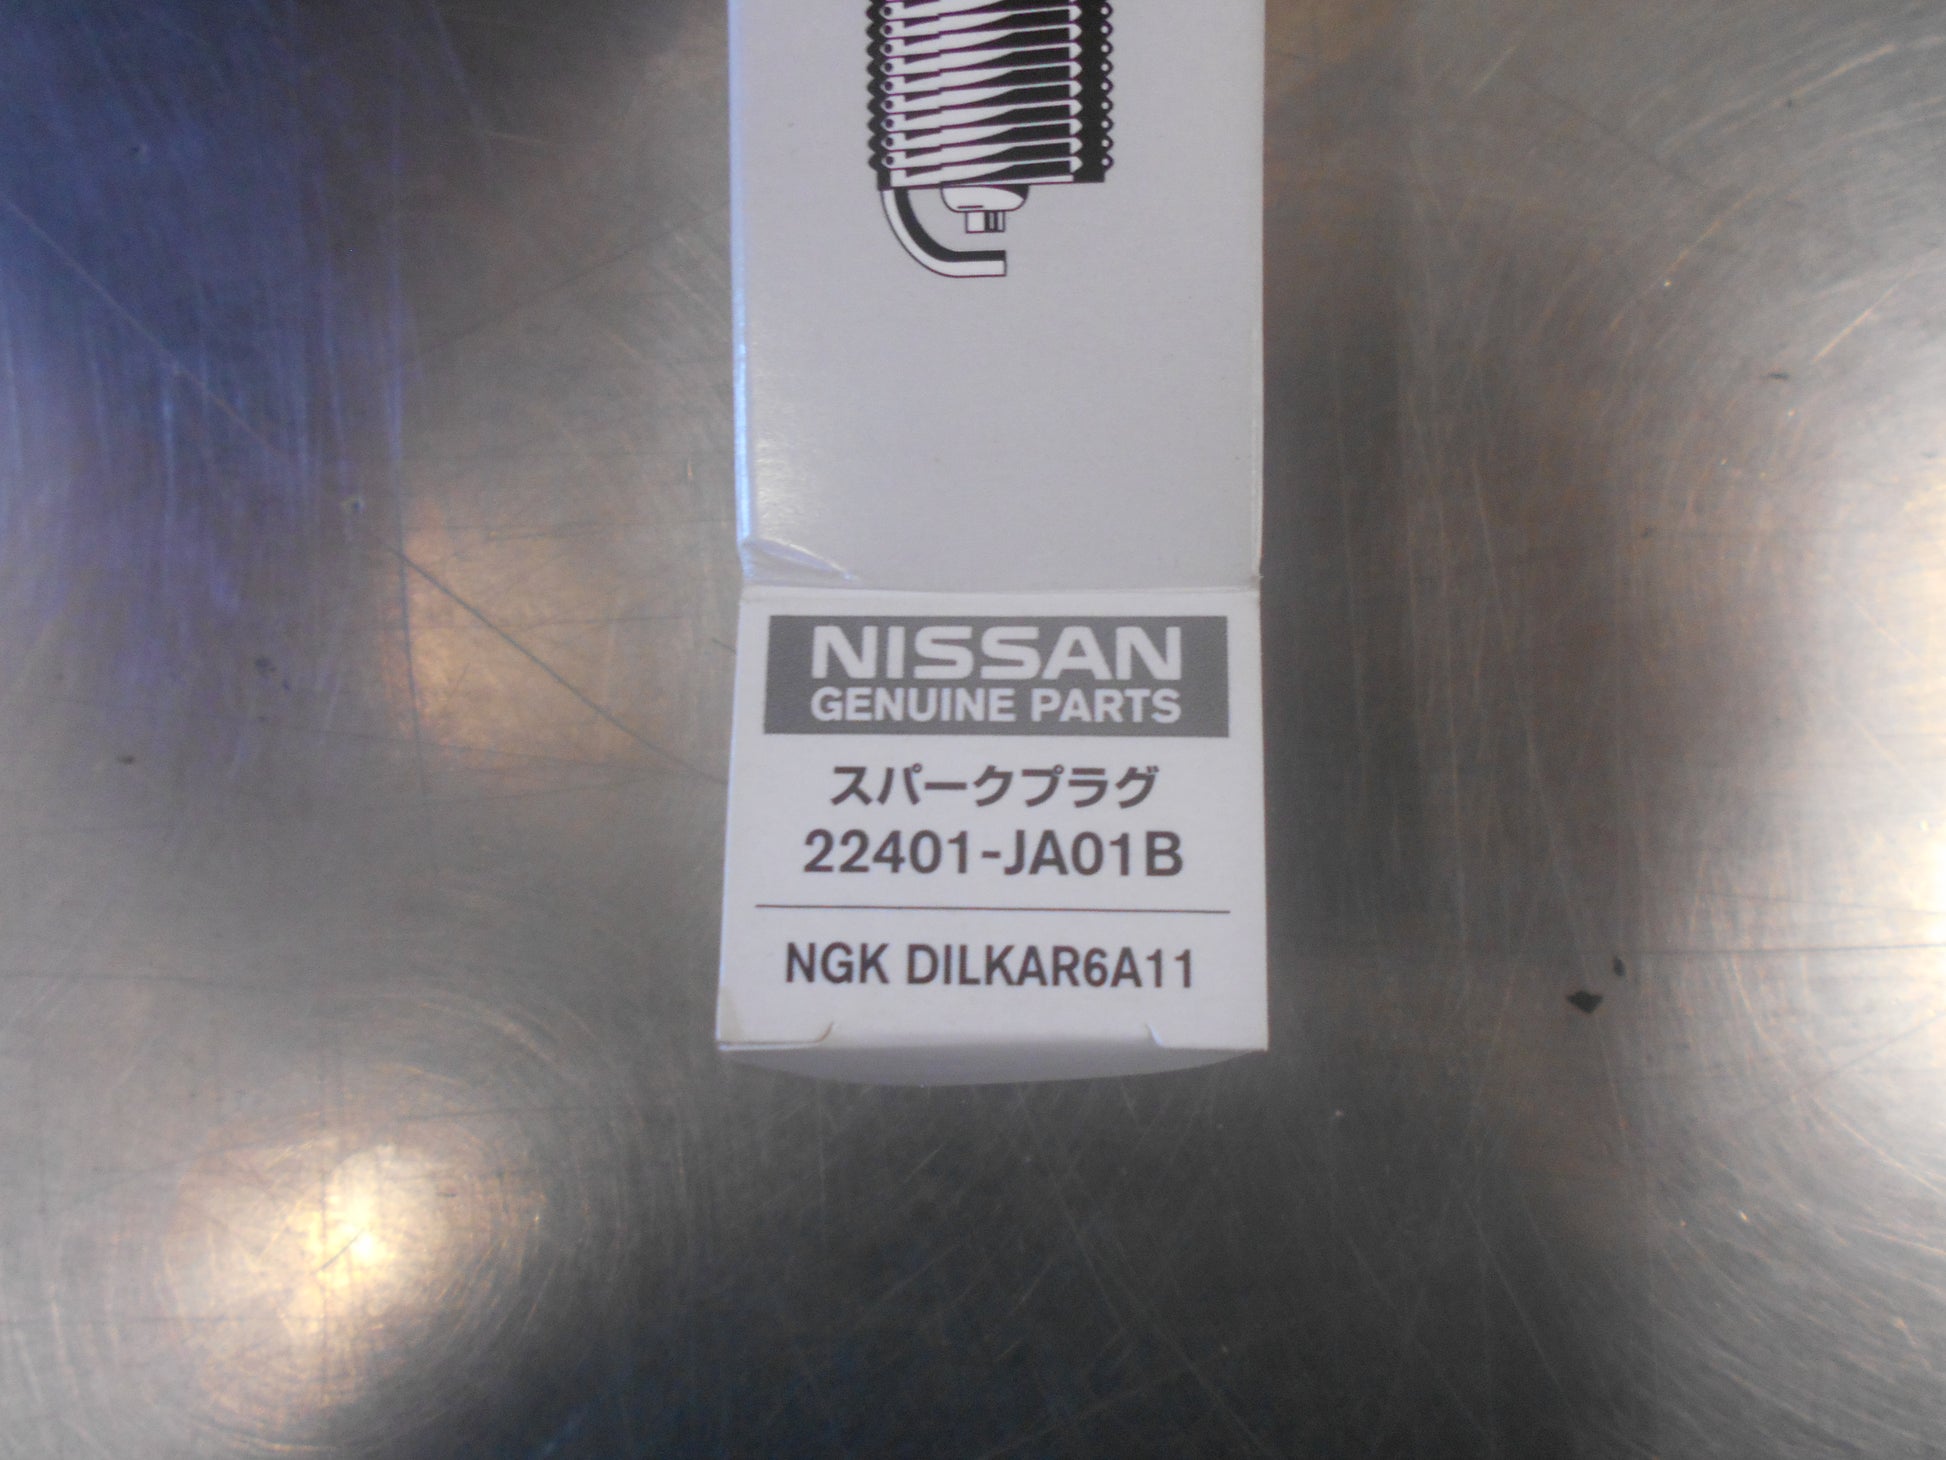 NISSAN
GENUINE PARTS
スパークプラグ
22401-JA01B
NGK DILKAR6A11